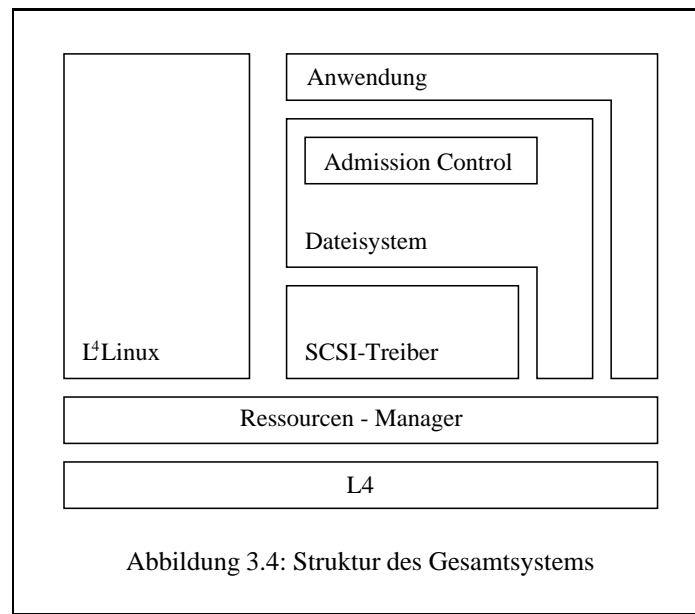 Anwendung
Admission Control
Dateisystem
L⁴Linux
SCSI-Treiber
Ressourcen - Manager
L4
Abbildung 3.4: Struktur des Gesamtsystems